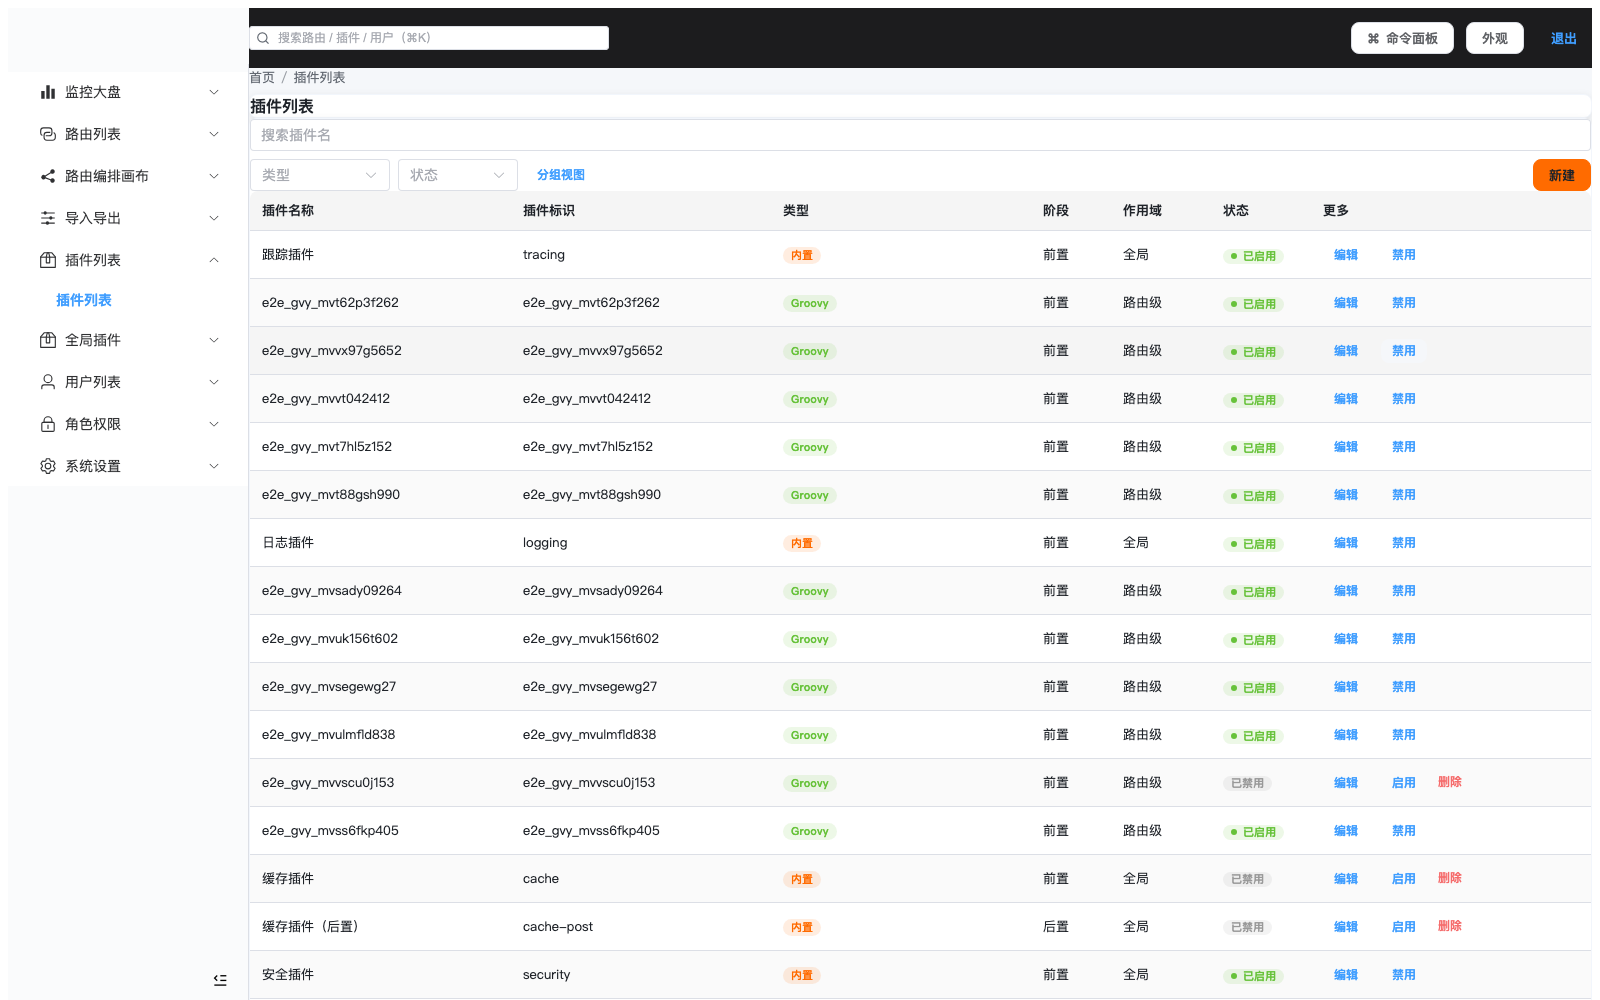 搜索路由 / 插件 / 用户（⌘K）
⌘ 命令面板
外观
退出
监控大盘
路由列表
路由编排画布
导入导出
插件列表
插件列表
全局插件
用户列表
角色权限
系统设置
首页 / 插件列表
插件列表
搜索插件名
类型 状态 分组视图 新建
插件名称 插件标识 类型 阶段 作用域 状态 更多
跟踪插件 tracing 内置 前置 全局 已启用 编辑 禁用
e2e_gvy_mvt62p3f262 e2e_gvy_mvt62p3f262 Groovy 前置 路由级 已启用 编辑 禁用
e2e_gvy_mvvx97g5652 e2e_gvy_mvvx97g5652 Groovy 前置 路由级 已启用 编辑 禁用
e2e_gvy_mvvt042412 e2e_gvy_mvvt042412 Groovy 前置 路由级 已启用 编辑 禁用
e2e_gvy_mvt7hl5z152 e2e_gvy_mvt7hl5z152 Groovy 前置 路由级 已启用 编辑 禁用
e2e_gvy_mvt88gsh990 e2e_gvy_mvt88gsh990 Groovy 前置 路由级 已启用 编辑 禁用
日志插件 logging 内置 前置 全局 已启用 编辑 禁用
e2e_gvy_mvsady09264 e2e_gvy_mvsady09264 Groovy 前置 路由级 已启用 编辑 禁用
e2e_gvy_mvuk156t602 e2e_gvy_mvuk156t602 Groovy 前置 路由级 已启用 编辑 禁用
e2e_gvy_mvsegewg27 e2e_gvy_mvsegewg27 Groovy 前置 路由级 已启用 编辑 禁用
e2e_gvy_mvulmfld838 e2e_gvy_mvulmfld838 Groovy 前置 路由级 已启用 编辑 禁用
e2e_gvy_mvvscu0j153 e2e_gvy_mvvscu0j153 Groovy 前置 路由级 已禁用 编辑 启用 删除
e2e_gvy_mvss6fkp405 e2e_gvy_mvss6fkp405 Groovy 前置 路由级 已启用 编辑 禁用
缓存插件 cache 内置 前置 全局 已禁用 编辑 启用 删除
缓存插件（后置） cache-post 内置 后置 全局 已禁用 编辑 启用 删除
安全插件 security 内置 前置 全局 已启用 编辑 禁用